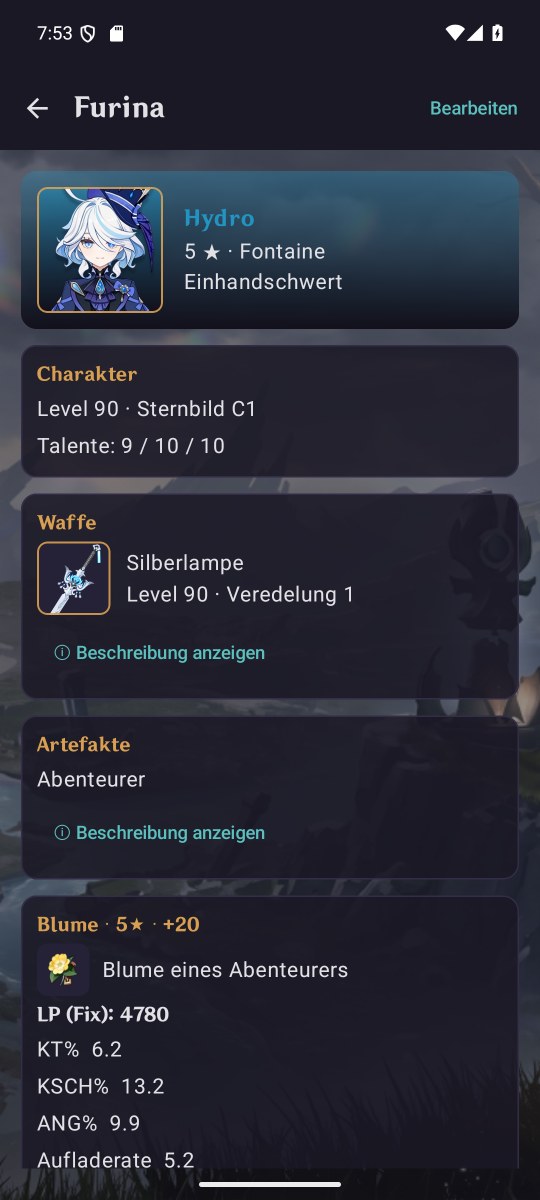 7:53
Furina
Bearbeiten
Hydro
5 ★ · Fontaine
Einhandschwert
Charakter
Level 90 · Sternbild C1
Talente: 9 / 10 / 10
Waffe
Silberlampe
Level 90 · Veredelung 1
ⓘ Beschreibung anzeigen
Artefakte
Abenteurer
ⓘ Beschreibung anzeigen
Blume · 5★ · +20
Blume eines Abenteurers
LP (Fix): 4780
KT% 6.2
KSCH% 13.2
ANG% 9.9
Aufladerate 5.2